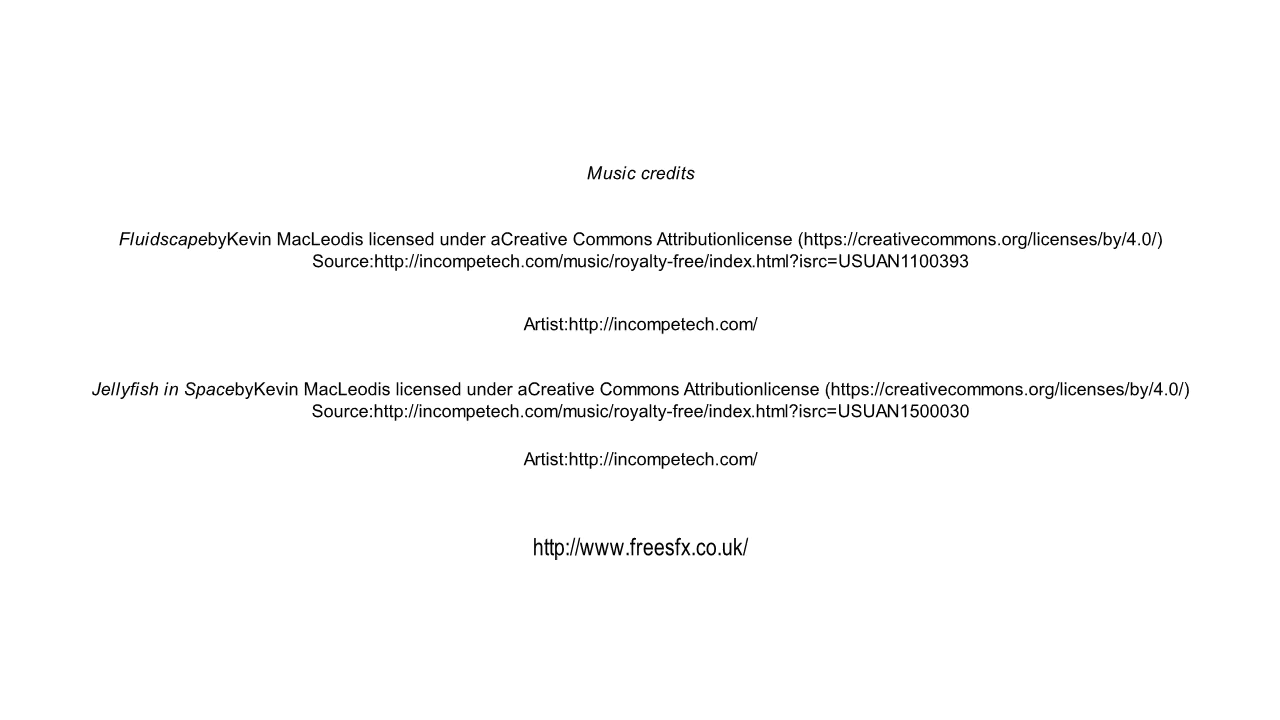 Music credits
FluidscapebyKevin MacLeodis licensed under aCreative Commons Attributionlicense (https://creativecommons.org/licenses/by/4.0/)
Source:http://incompetech.com/music/royalty-free/index.html?isrc=USUAN1100393
Artist:http://incompetech.com/
Jellyfish in SpacebyKevin MacLeodis licensed under aCreative Commons Attributionlicense (https://creativecommons.org/licenses/by/4.0/)
Source:http://incompetech.com/music/royalty-free/index.html?isrc=USUAN1500030
Artist:http://incompetech.com/
http://www.freesfx.co.uk/